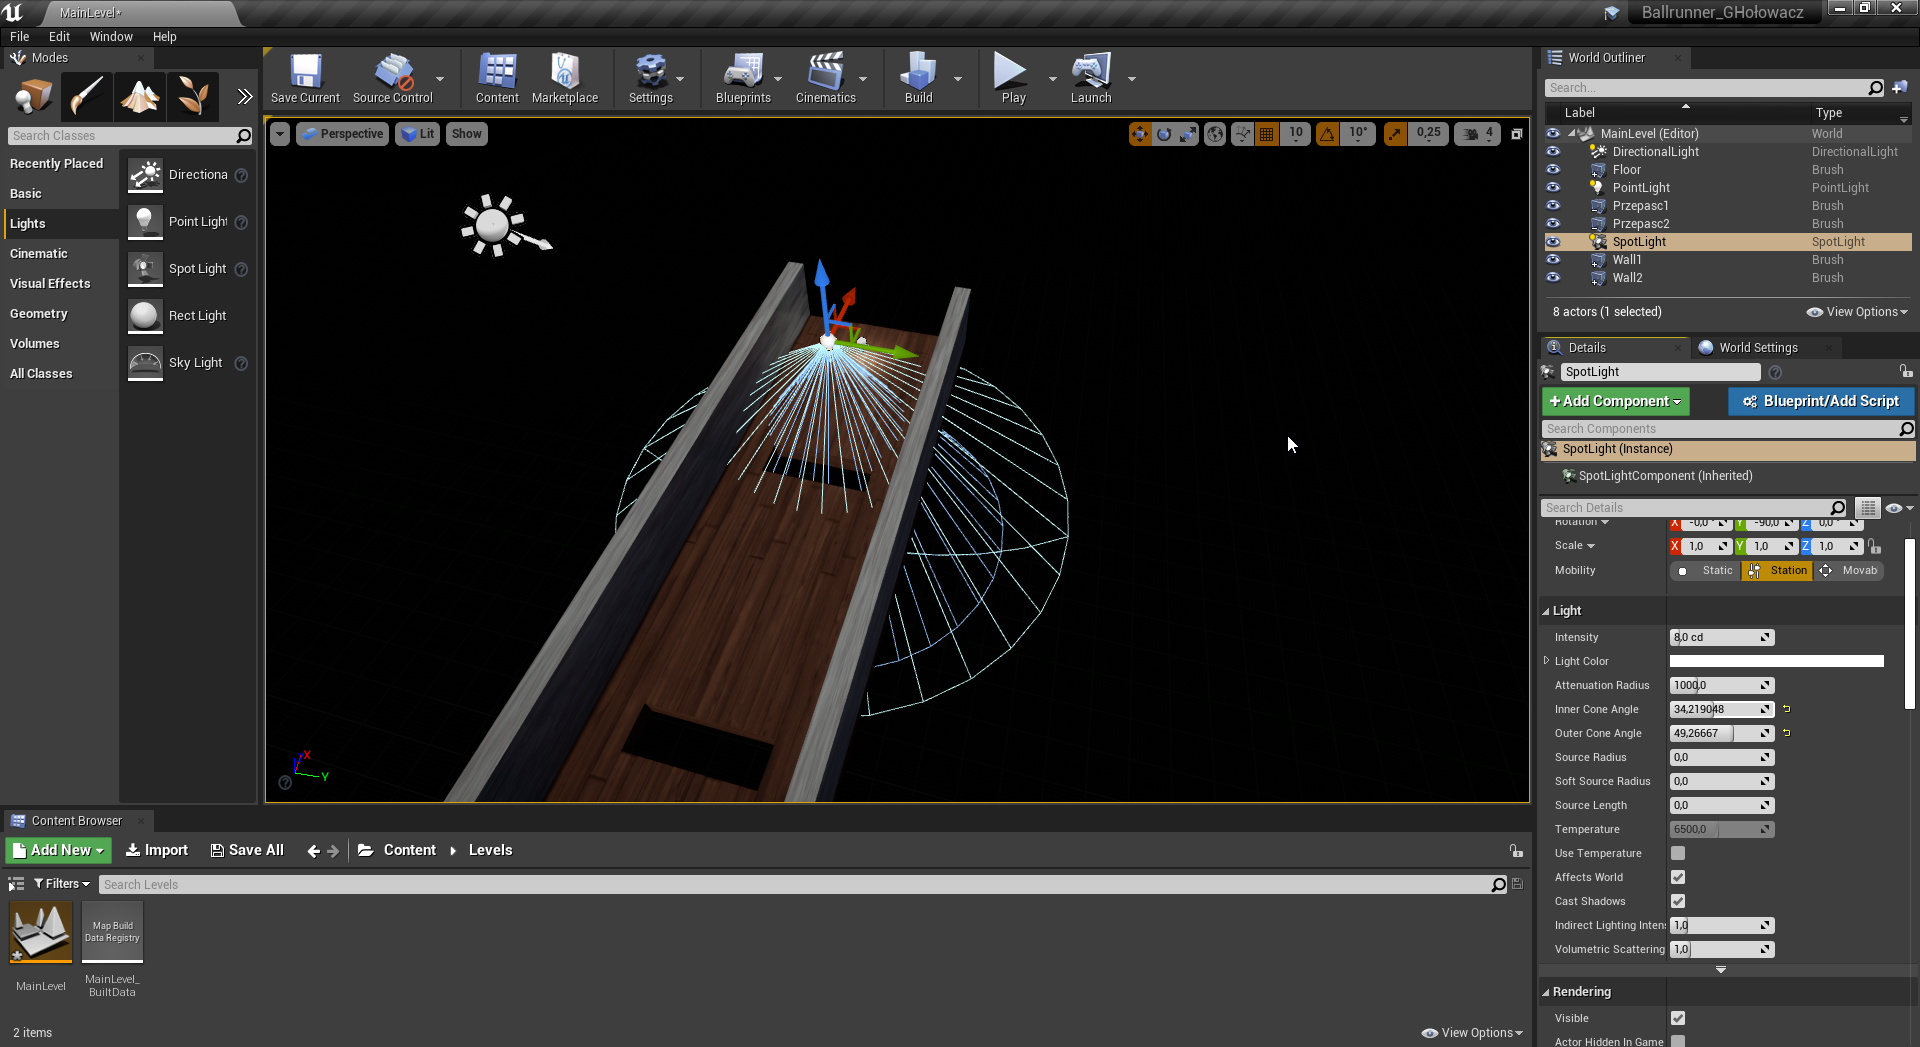 MainLevel*
Ballrunner_GHołowacz
File Edit Window Help
Modes
Search Classes
Recently Placed
Basic
Lights
Cinematic
Visual Effects
Geometry
Volumes
All Classes
Directiona
Point Light
Spot Light
Rect Light
Sky Light
Save Current
Source Control
Content
Marketplace
Settings
Blueprints
Cinematics
Build
Play
Launch
Perspective
Lit
Show
10
10°
0,25
4
X
Y
World Outliner
Search...
Label Type
MainLevel (Editor) World
DirectionalLight DirectionalLight
Floor Brush
PointLight PointLight
Przepasc1 Brush
Przepasc2 Brush
SpotLight SpotLight
Wall1 Brush
Wall2 Brush
8 actors (1 selected)
View Options
Details
World Settings
SpotLight
+Add Component
Blueprint/Add Script
Search Components
SpotLight (Instance)
SpotLightComponent (Inherited)
Search Details
Rotation X -0,0° Y -90,0 Z 0,0°
Scale X 1,0 Y 1,0 Z 1,0
Mobility Static Station Movab
Light
Intensity 8,0 cd
Light Color
Attenuation Radius 1000,0
Inner Cone Angle 34,219048
Outer Cone Angle 49,26667
Source Radius 0,0
Soft Source Radius 0,0
Source Length 0,0
Temperature 6500,0
Use Temperature
Affects World
Cast Shadows
Indirect Lighting Intens 1,0
Volumetric Scattering 1,0
Rendering
Visible
Actor Hidden In Game
Content Browser
Add New
Import
Save All
Content
Levels
Filters
Search Levels
Map Build
Data Registry
MainLevel
MainLevel_
BuiltData
2 items
View Options